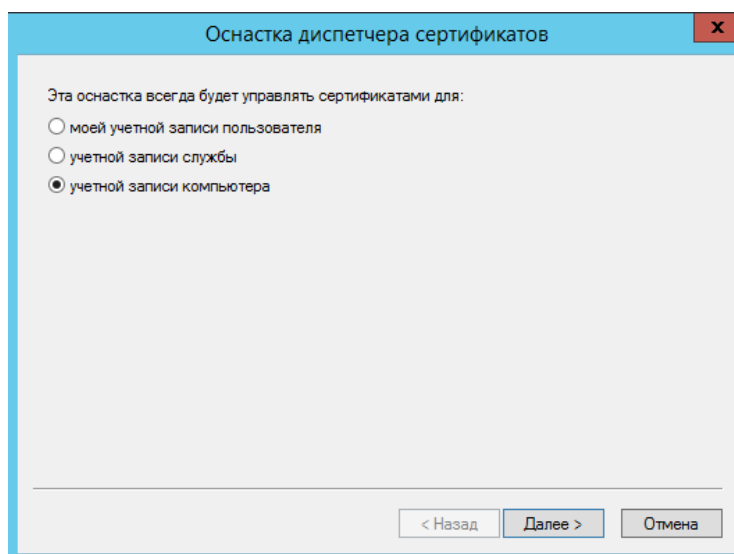 Оснастка диспетчера сертификатов
x
Эта оснастка всегда будет управлять сертификатами для:
моей учетной записи пользователя
учетной записи службы
учетной записи компьютера
< Назад
Далее >
Отмена